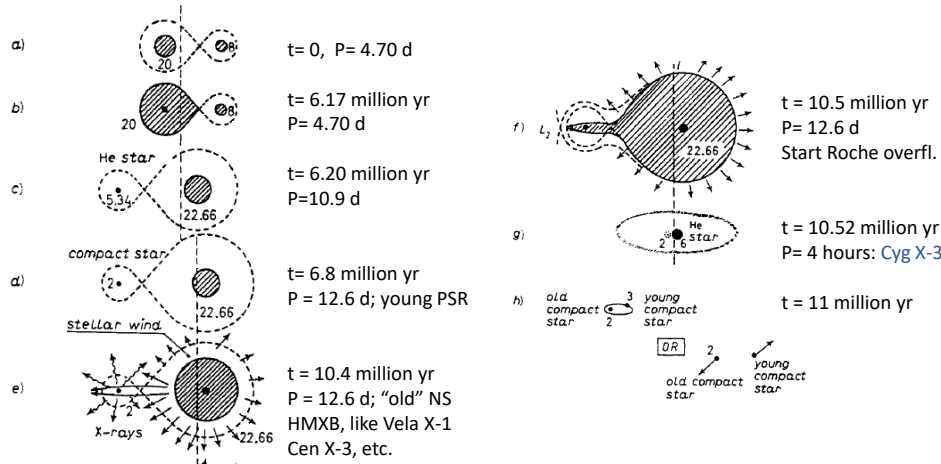 a)
20
8
t= 0, P= 4.70 d
b)
20
8
t= 6.17 million yr
P= 4.70 d
c)
He star
5.34
22.66
t= 6.20 million yr
P=10.9 d
d)
compact star
2
22.66
t= 6.8 million yr
P = 12.6 d; young PSR
e)
stellar wind
2
X-rays
22.66
t = 10.4 million yr
P = 12.6 d; “old” NS
HMXB, like Vela X-1
Cen X-3, etc.
f)
L2
22.66
t = 10.5 million yr
P= 12.6 d
Start Roche overfl.
g)
He
star
2 6
t = 10.52 million yr
P= 4 hours: Cyg X-3
h)
old
compact
star
3
2
young
compact
star
t = 11 million yr
OR
2
old compact
star
young
compact
star